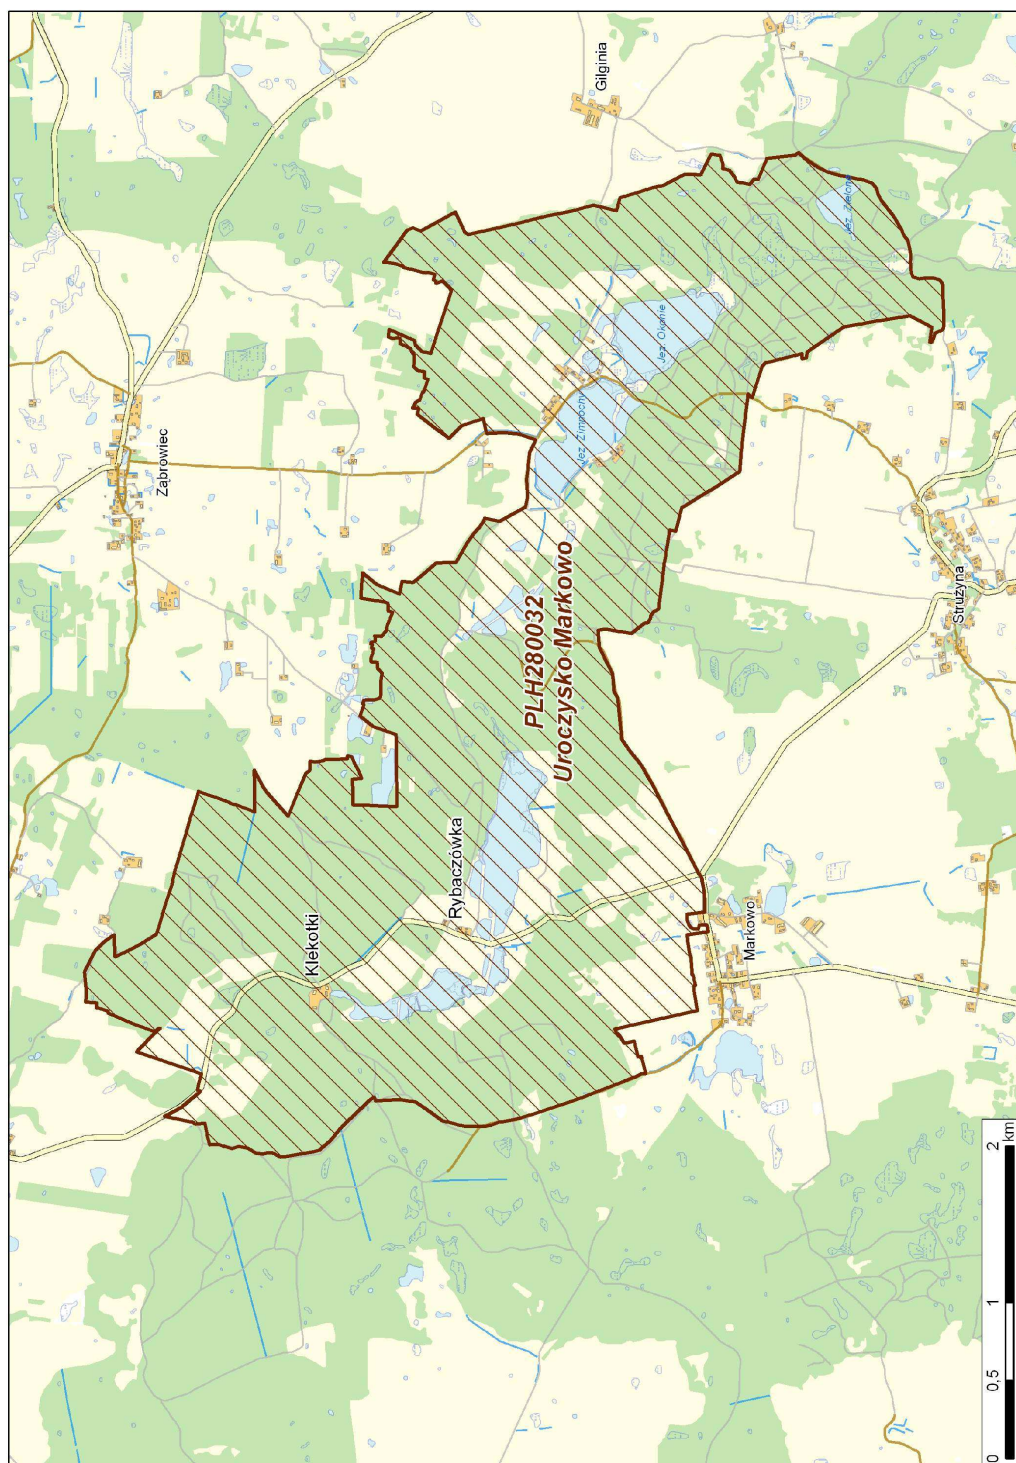 Klekotki
Rybaczówka
Markowo
Ząbrowiec
PLH280032
Uroczysko Markowo
Strużyna
Jez. Zimnochy
Jez. Okonie
Jez. Zielone
Gilginia
0 0,5 1 2
km